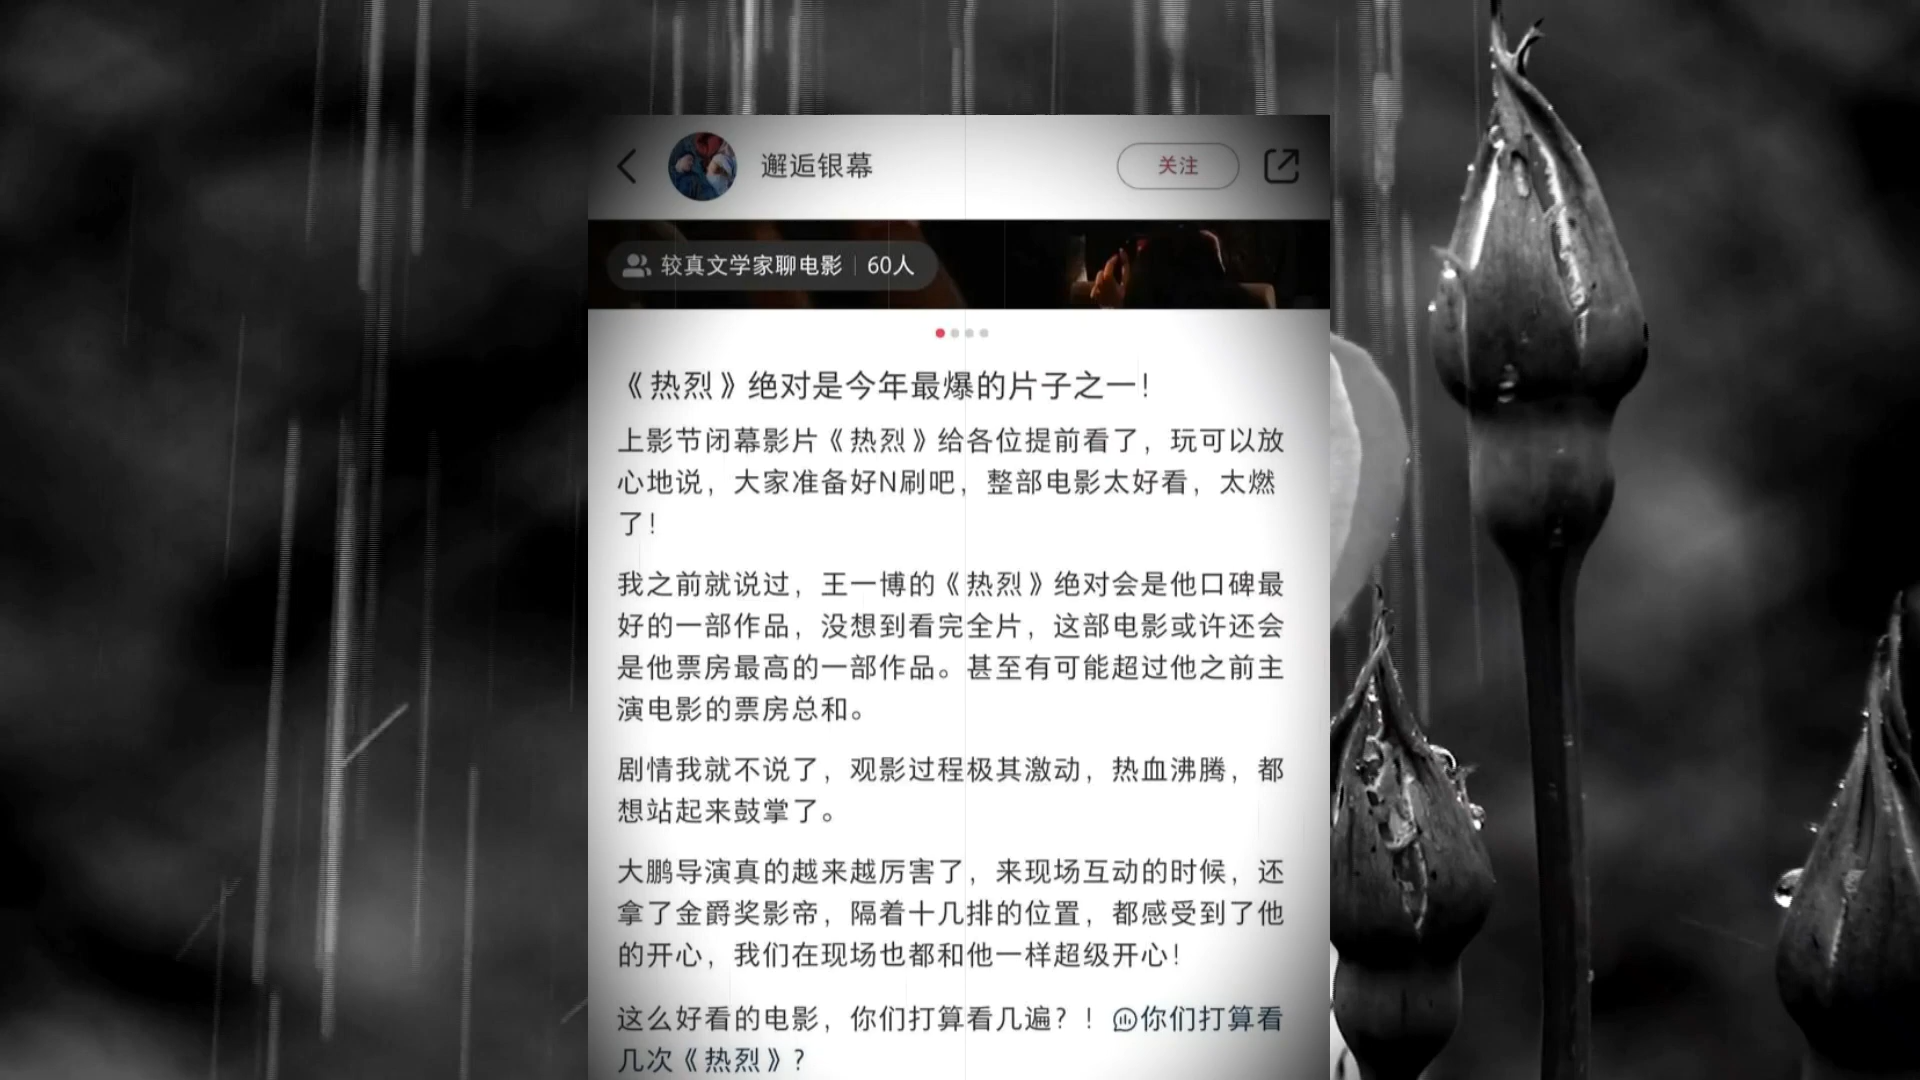 邂逅银幕
关注
较真文学家聊电影 | 60人
《热烈》绝对是今年最爆的片子之一！
上影节闭幕影片《热烈》给各位提前看了，玩可以放
心地说，大家准备好N刷吧，整部电影太好看，太燃
了！
我之前就说过，王一博的《热烈》绝对会是他口碑最
好的一部作品，没想到看完全片，这部电影或许还会
是他票房最高的一部作品。甚至有可能超过他之前主
演电影的票房总和。
剧情我就不说了，观影过程极其激动，热血沸腾，都
想站起来鼓掌了。
大鹏导演真的越来越厉害了，来现场互动的时候，还
拿了金爵奖影帝，隔着十几排的位置，都感受到了他
的开心，我们在现场也都和他一样超级开心！
这么好看的电影，你们打算看几遍？！你们打算看
几次《热烈》？